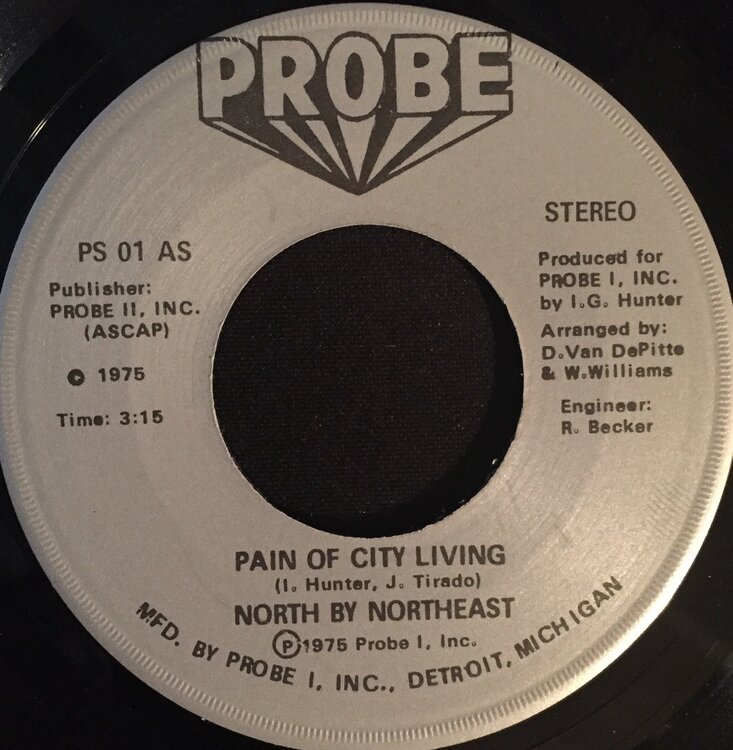 PROBE
STEREO
PS 01 AS
Publisher:
PROBE II, INC.
(ASCAP)
© 1975
Time: 3:15
Produced for
PROBE I, INC.
by I.G. Hunter
Arranged by:
D.Van DePitte
& W.Williams
Engineer:
R. Becker
PAIN OF CITY LIVING
(I. Hunter, J. Tirado)
NORTH BY NORTHEAST
Ⓟ1975 Probe I, Inc.
MFD. BY PROBE I, INC., DETROIT, MICHIGAN